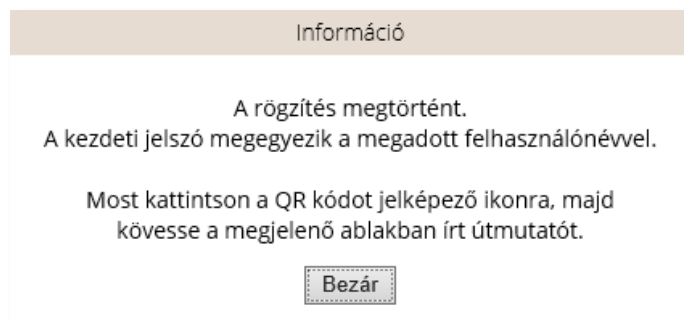 Információ
A rögzítés megtörtént.
A kezdeti jelszó megegyezik a megadott felhasználónévvel.
Most kattintson a QR kódot jelképező ikonra, majd
kövesse a megjelenő ablakban írt útmutatót.
Bezár